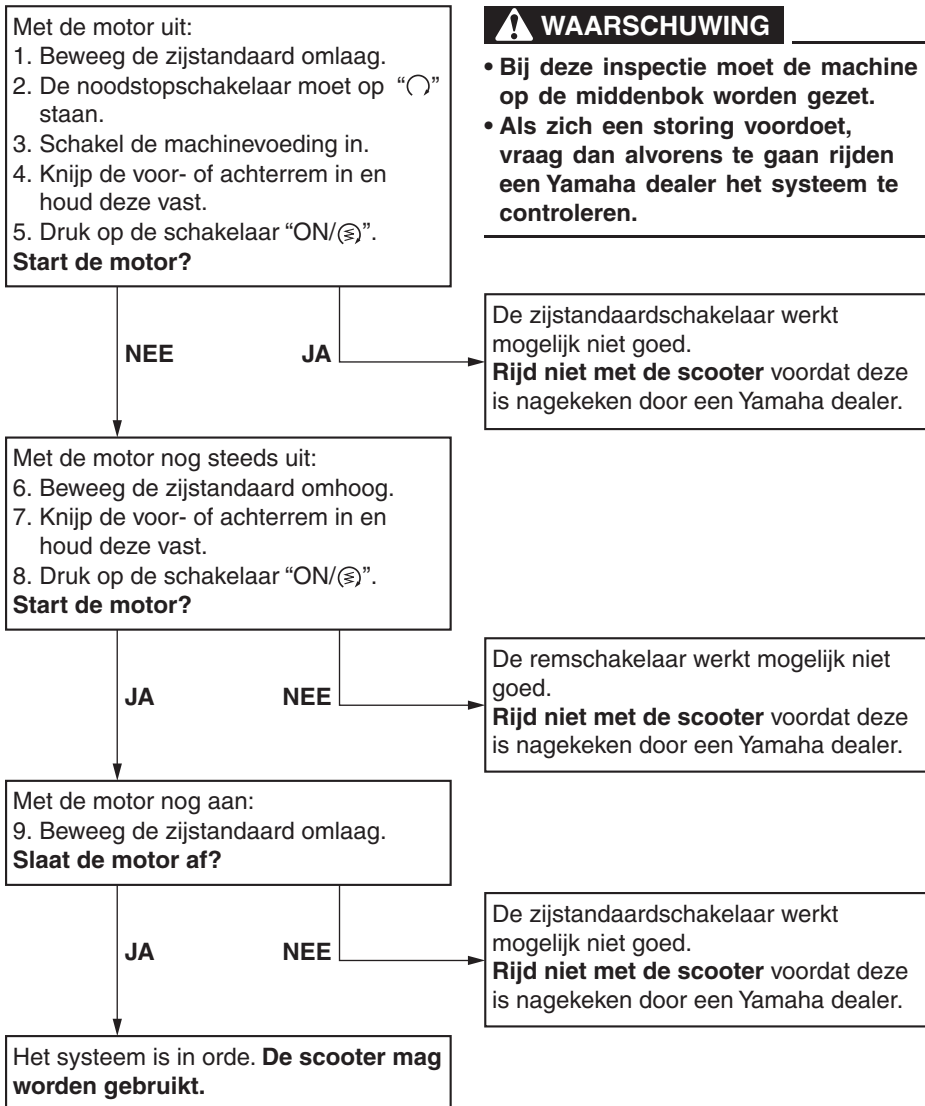 Met de motor uit:
1. Beweeg de zijstandaard omlaag.
2. De noodstopschakelaar moet op “○”
staan.
3. Schakel de machinevoeding in.
4. Knijp de voor- of achterrem in en
houd deze vast.
5. Druk op de schakelaar “ON/”.
Start de motor?
WAARSCHUWING
• Bij deze inspectie moet de machine
op de middenbok worden gezet.
• Als zich een storing voordoet,
vraag dan alvorens te gaan rijden
een Yamaha dealer het systeem te
controleren.
NEE
JA
De zijstandaardschakelaar werkt
mogelijk niet goed.
Rijd niet met de scooter voordat deze
is nagekeken door een Yamaha dealer.
Met de motor nog steeds uit:
6. Beweeg de zijstandaard omhoog.
7. Knijp de voor- of achterrem in en
houd deze vast.
8. Druk op de schakelaar “ON/”.
Start de motor?
JA
NEE
De remschakelaar werkt mogelijk niet
goed.
Rijd niet met de scooter voordat deze
is nagekeken door een Yamaha dealer.
Met de motor nog aan:
9. Beweeg de zijstandaard omlaag.
Slaat de motor af?
JA
NEE
De zijstandaardschakelaar werkt
mogelijk niet goed.
Rijd niet met de scooter voordat deze
is nagekeken door een Yamaha dealer.
Het systeem is in orde. De scooter mag
worden gebruikt.